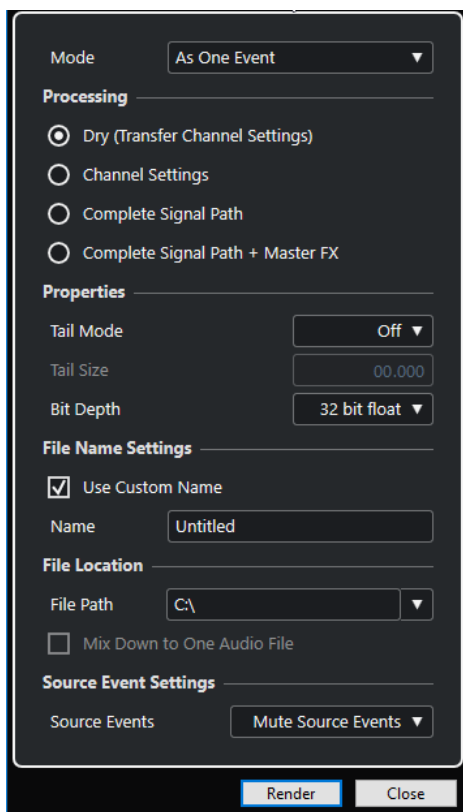 Mode As One Event
Processing
Dry (Transfer Channel Settings)
Channel Settings
Complete Signal Path
Complete Signal Path + Master FX
Properties
Tail Mode Off
Tail Size 00.000
Bit Depth 32 bit float
File Name Settings
Use Custom Name
Name Untitled
File Location
File Path C:\
Mix Down to One Audio File
Source Event Settings
Source Events Mute Source Events
Render Close